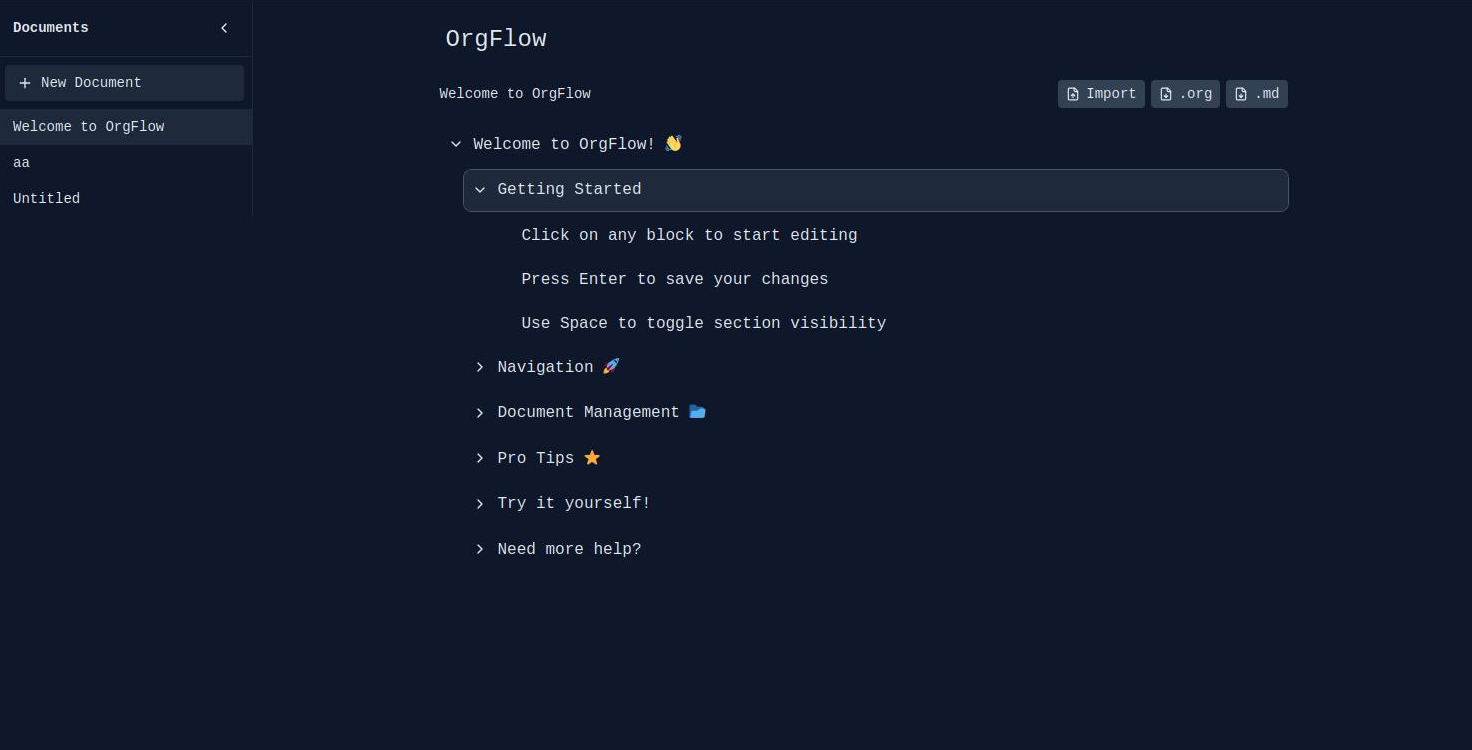 Documents
New Document
Welcome to OrgFlow
aa
Untitled
OrgFlow
Welcome to OrgFlow
Import
.org
.md
Welcome to OrgFlow! 👋
Getting Started
Click on any block to start editing
Press Enter to save your changes
Use Space to toggle section visibility
Navigation 🚀
Document Management 📂
Pro Tips ⭐
Try it yourself!
Need more help?